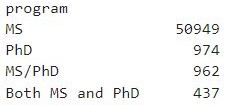 program
MS 50949
PhD 974
MS/PhD 962
Both MS and PhD 437